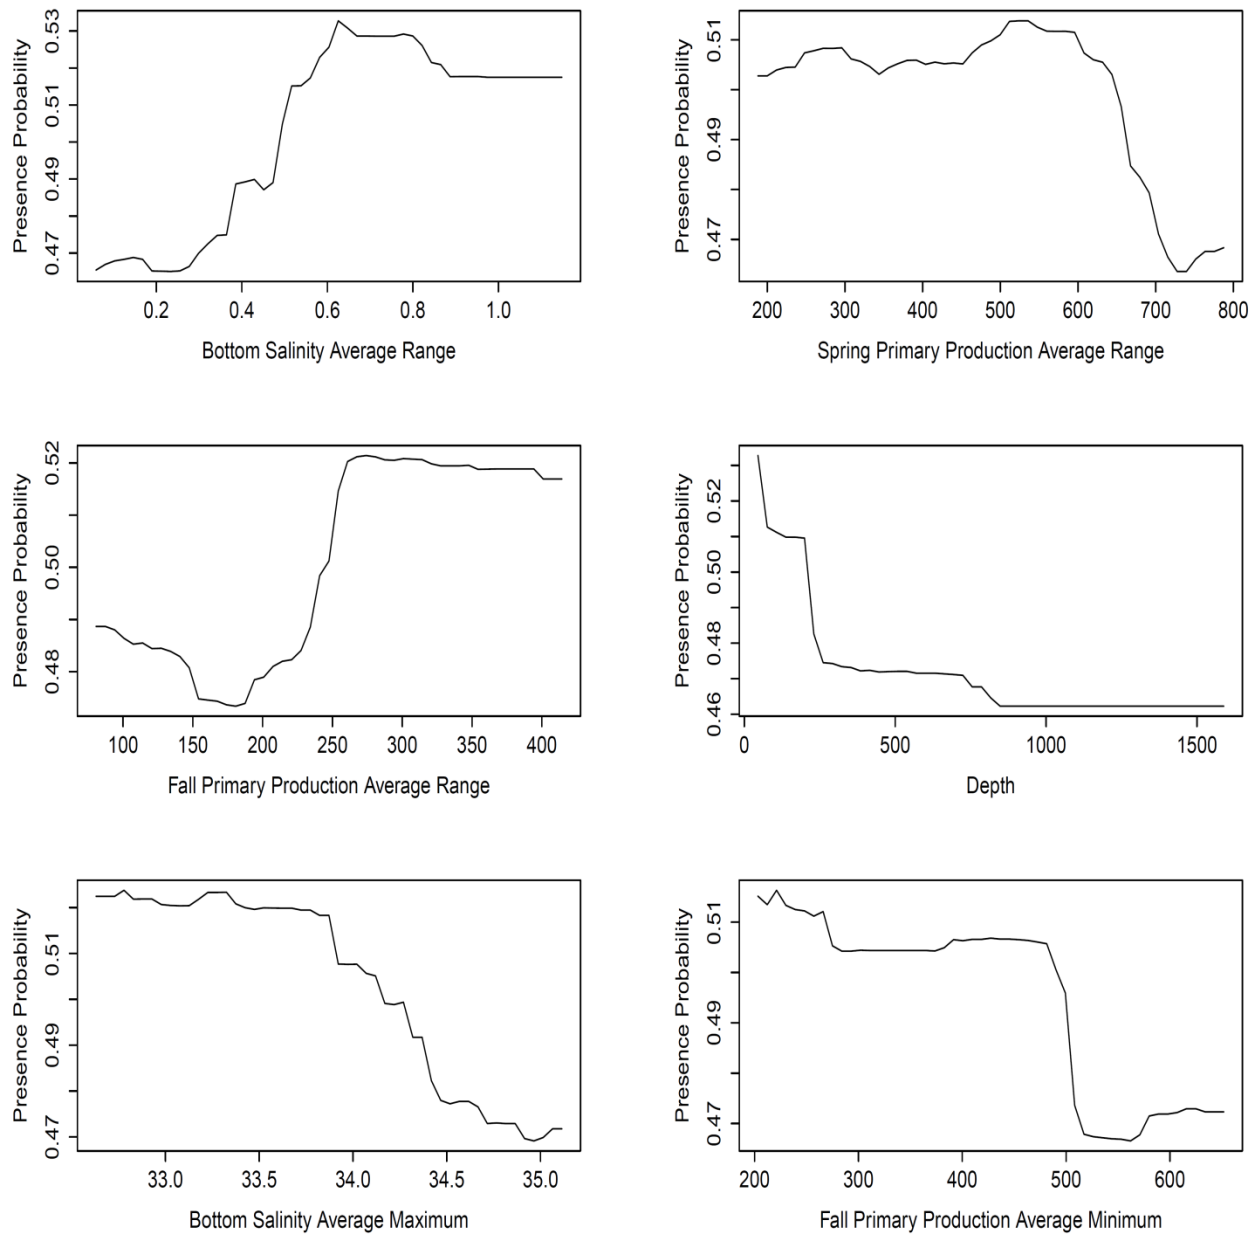 Presence Probability
0.53
0.51
0.49
0.47
0.2 0.4 0.6 0.8 1.0
Bottom Salinity Average Range
Presence Probability
0.51
0.49
0.47
200 300 400 500 600 700 800
Spring Primary Production Average Range
Presence Probability
0.52
0.50
0.48
100 150 200 250 300 350 400
Fall Primary Production Average Range
Presence Probability
0.52
0.50
0.48
0.46
0 500 1000 1500
Depth
Presence Probability
0.51
0.49
0.47
33.0 33.5 34.0 34.5 35.0
Bottom Salinity Average Maximum
Presence Probability
0.51
0.49
0.47
200 300 400 500 600
Fall Primary Production Average Minimum